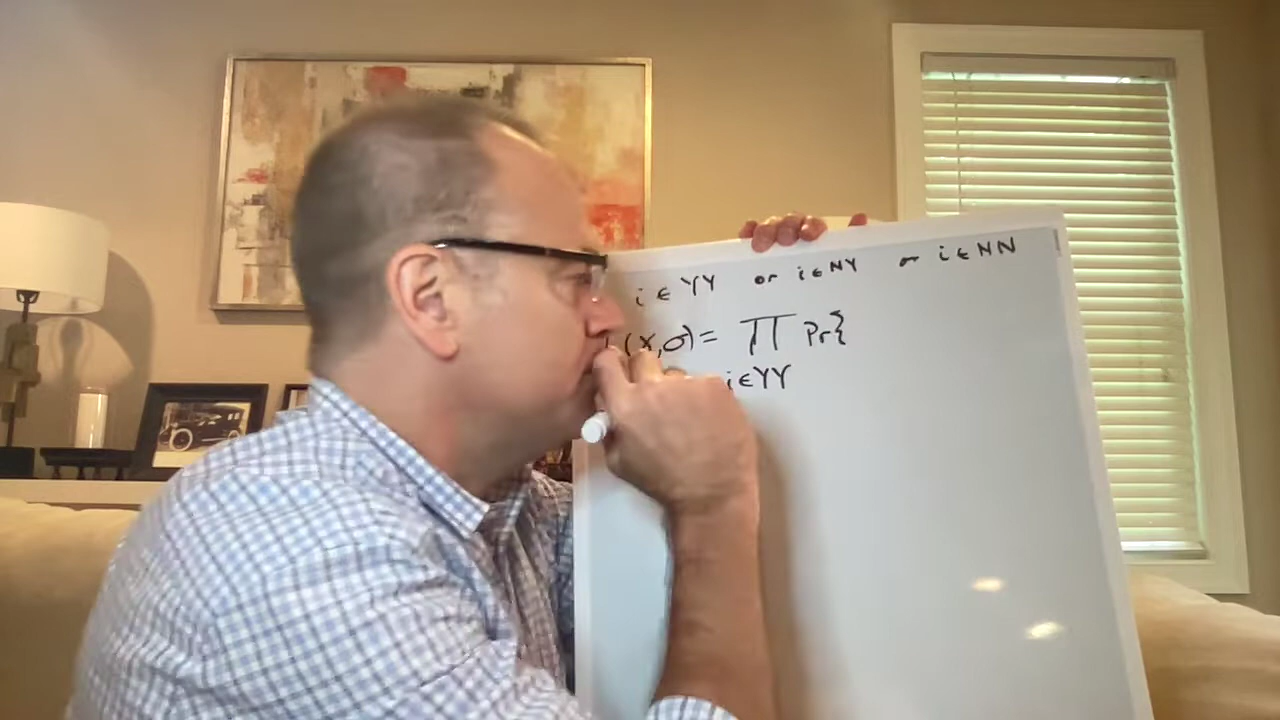 i ∈ YY or i ∈ NY or i ∈ NN
(X,σ) = ∏ Pr{
i ∈ YY